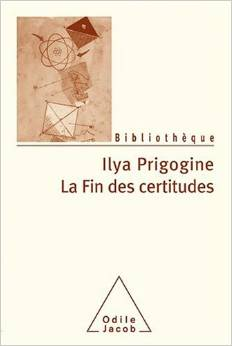 Bibliothèque
Ilya Prigogine
La Fin des certitudes
Odile
Jacob